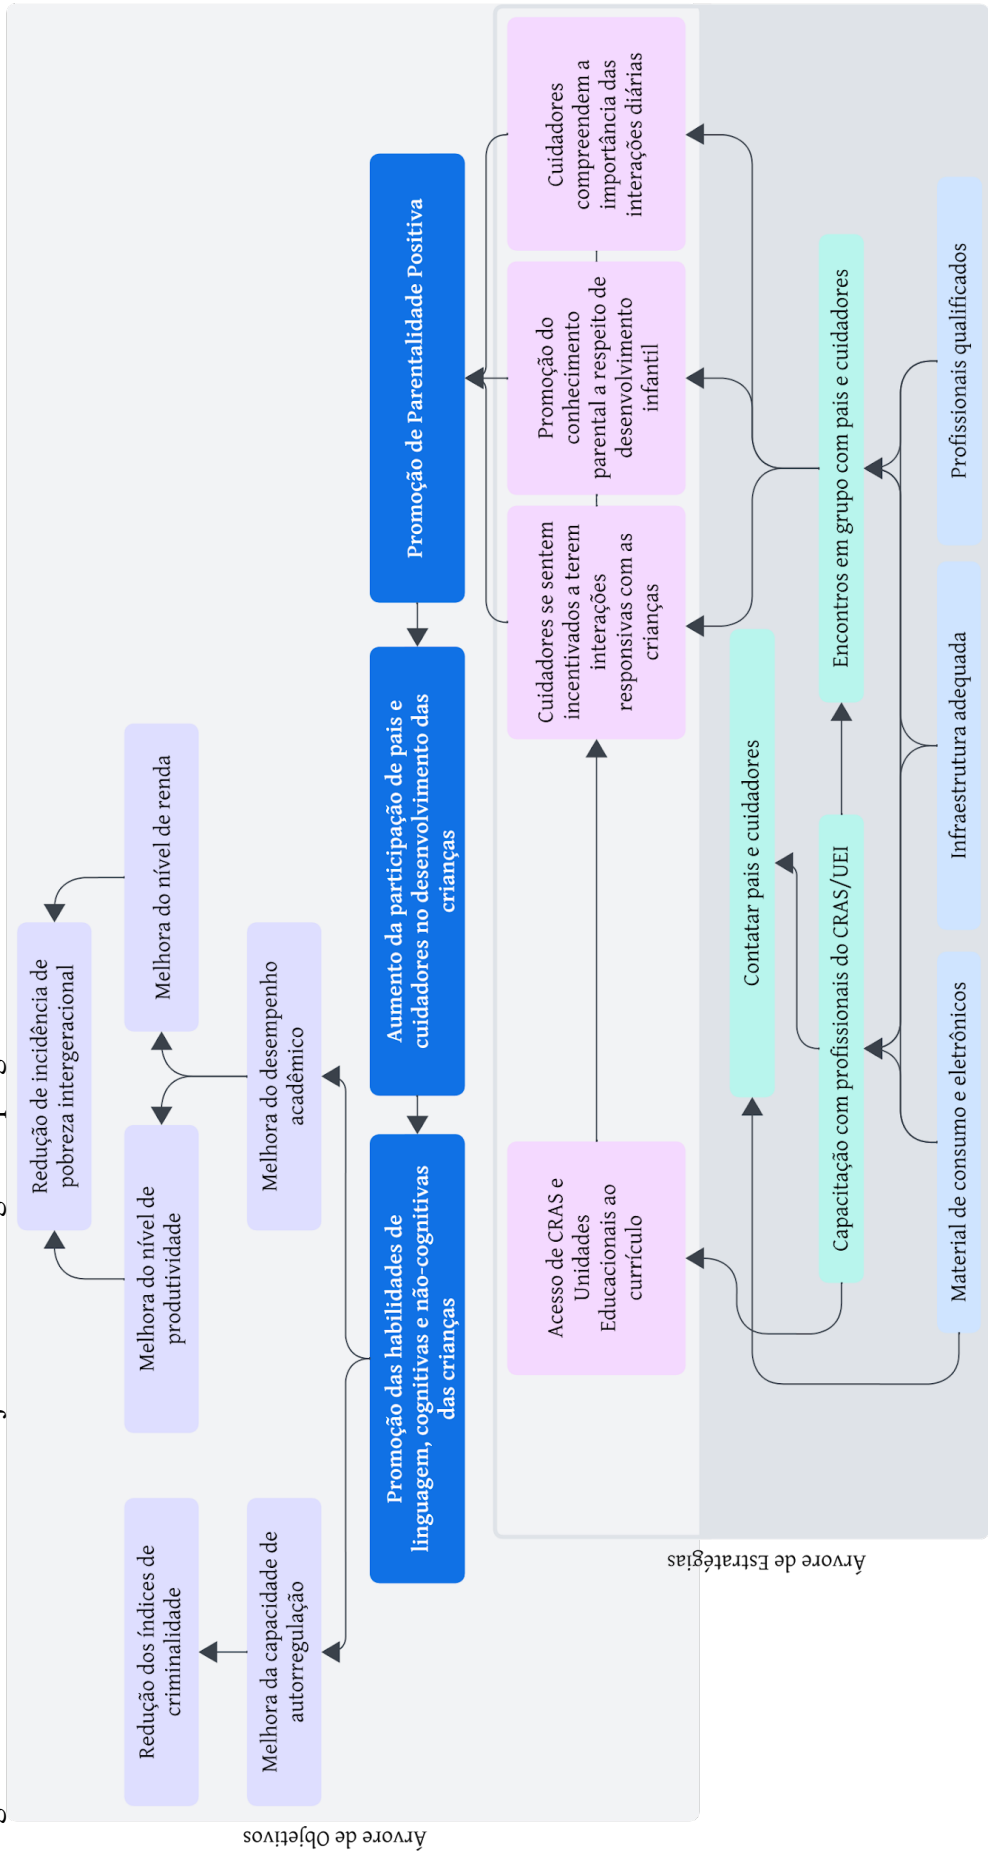 Redução de incidência de
pobreza intergeracional
Redução dos índices de
criminalidade
Melhora do nível de
produtividade
Melhora do nível de renda
Melhora da capacidade de
autorregulação
Melhora do desempenho
acadêmico
Promoção das habilidades de
linguagem, cognitivas e não-cognitivas
das crianças
Aumento da participação de pais e
cuidadores no desenvolvimento das
crianças
Promoção de Parentalidade Positiva
Acesso de CRAS e
Unidades
Educacionais ao
currículo
Cuidadores se sentem
incentivados a terem
interações
responsivas com as
crianças
Promoção do
conhecimento
parental a respeito de
desenvolvimento
infantil
Cuidadores
compreendem a
importância das
interações diárias
Contatar pais e cuidadores
Capacitação com profissionais do CRAS/UEI
Encontros em grupo com pais e cuidadores
Material de consumo e eletrônicos
Infraestrutura adequada
Profissionais qualificados
Árvore de Objetivos
Árvore de Estratégias